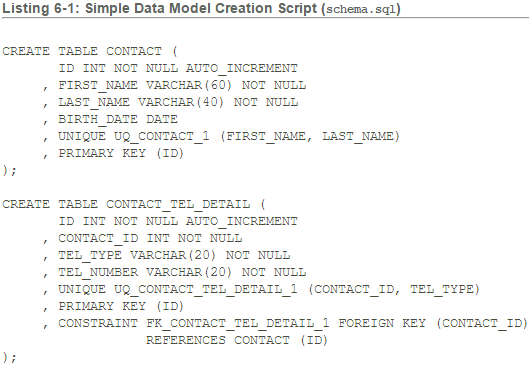 Listing 6-1: Simple Data Model Creation Script (schema.sql)
CREATE TABLE CONTACT (
ID INT NOT NULL AUTO_INCREMENT
, FIRST_NAME VARCHAR(60) NOT NULL
, LAST_NAME VARCHAR(40) NOT NULL
, BIRTH_DATE DATE
, UNIQUE UQ_CONTACT_1 (FIRST_NAME, LAST_NAME)
, PRIMARY KEY (ID)
);
CREATE TABLE CONTACT_TEL_DETAIL (
ID INT NOT NULL AUTO_INCREMENT
, CONTACT_ID INT NOT NULL
, TEL_TYPE VARCHAR(20) NOT NULL
, TEL_NUMBER VARCHAR(20) NOT NULL
, UNIQUE UQ_CONTACT_TEL_DETAIL_1 (CONTACT_ID, TEL_TYPE)
, PRIMARY KEY (ID)
, CONSTRAINT FK_CONTACT_TEL_DETAIL_1 FOREIGN KEY (CONTACT_ID)
REFERENCES CONTACT (ID)
);